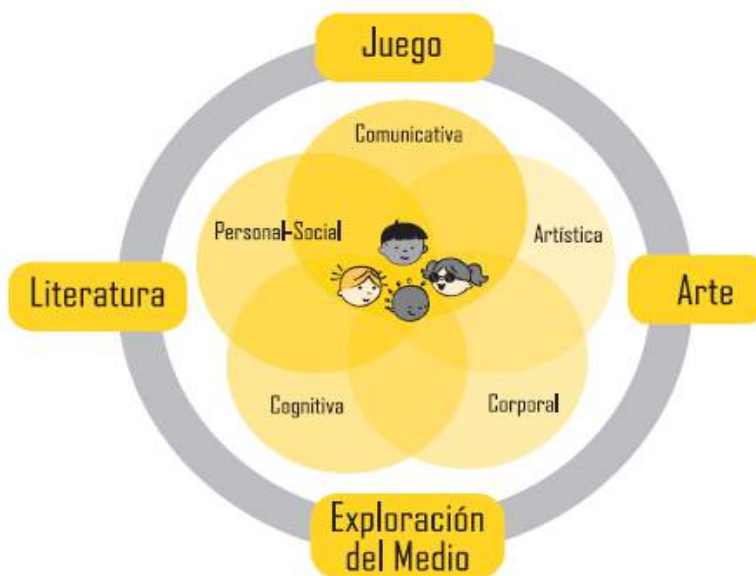 Juego
Comunicativa
Personal-Social
Artística
Literatura
Arte
Cognitiva
Corporal
Exploración
del Medio